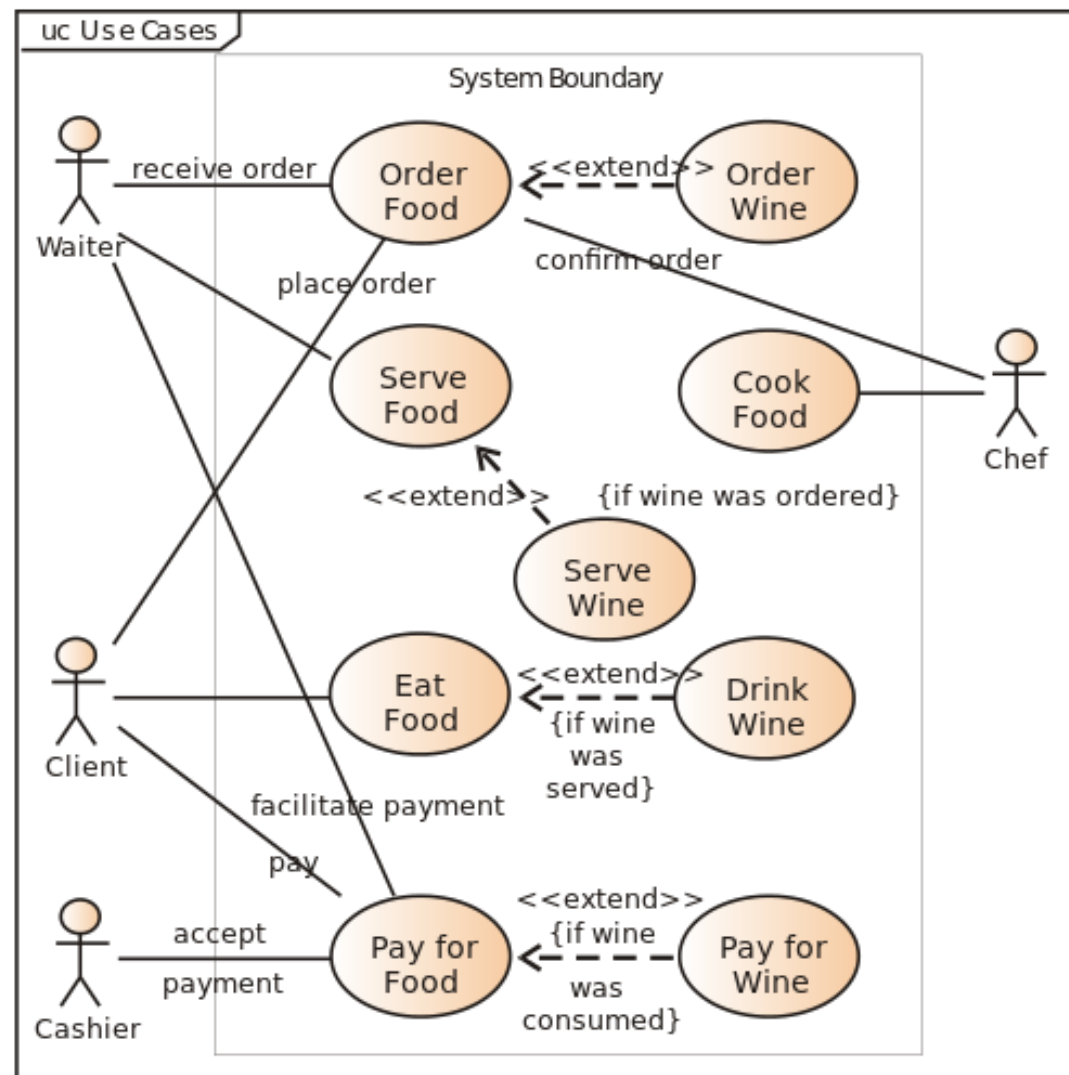 uc Use Cases
System Boundary
receive order
Order
Food
<<extend>>
Order
Wine
Waiter
confirm order
place order
Serve
Food
Cook
Food
Chef
<<extend>>
{if wine was ordered}
Serve
Wine
Client
Eat
Food
<<extend>>
{if wine
was
served}
Drink
Wine
facilitate payment
pay
Cashier
accept
payment
Pay for
Food
<<extend>>
{if wine
was
consumed}
Pay for
Wine